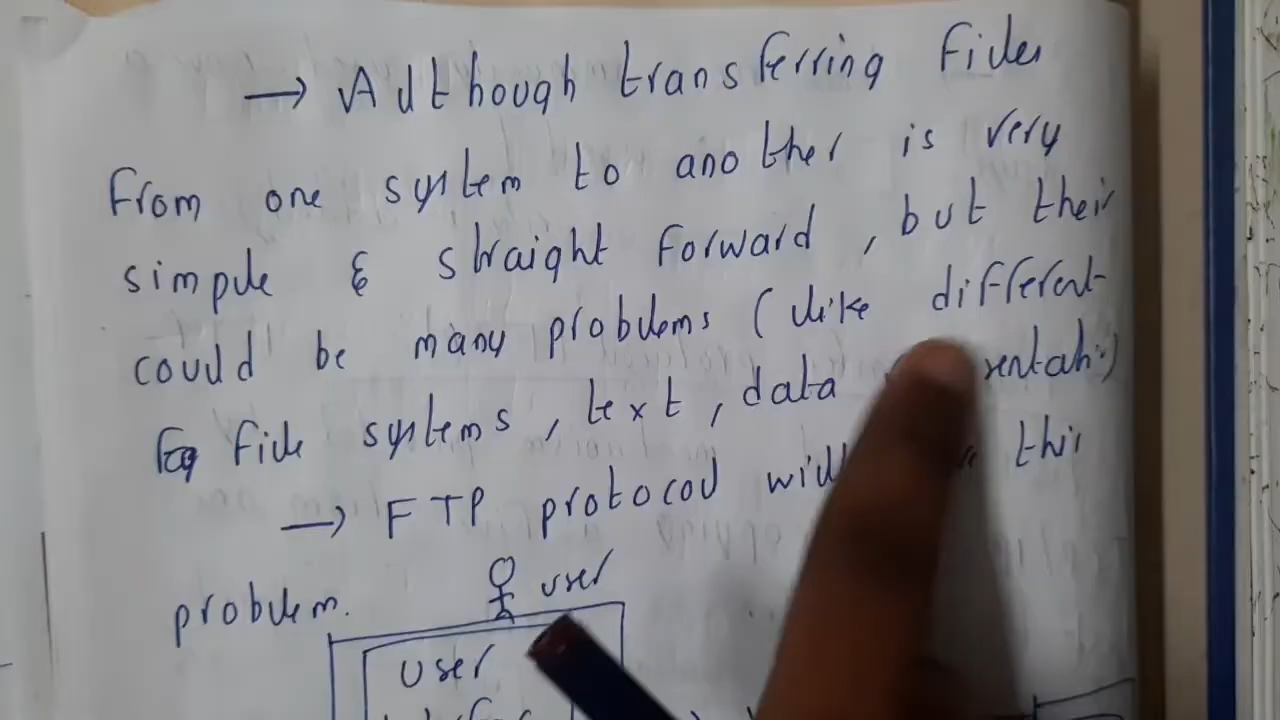 → Although transferring files
from one system to another is very
simple & straight forward, but their
could be many problems (like different
file systems, text, data
→ FTP protocol will this
problem.
user
user